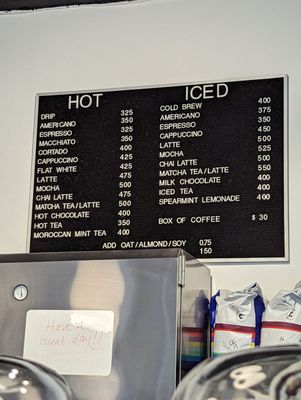 HOT
DRIP 325
AMERICANO 350
ESPRESSO 325
MACCHIATO 350
CORTADO 400
CAPPUCCINO 425
FLAT WHITE 425
LATTE 475
MOCHA 500
CHAI LATTE 475
MATCHA TEA/LATTE 500
HOT CHOCOLATE 400
HOT TEA 350
MOROCCAN MINT TEA 400
ICED
COLD BREW 400
AMERICANO 375
ESPRESSO 350
CAPPUCCINO 450
LATTE 500
MOCHA 525
CHAI LATTE 500
MATCHA TEA/LATTE 550
MILK CHOCOLATE 400
ICED TEA 400
SPEARMINT LEMONADE 400
BOX OF COFFEE $ 30
ADD OAT/ALMOND/SOY 0.75
1.50
Have a
great day!!